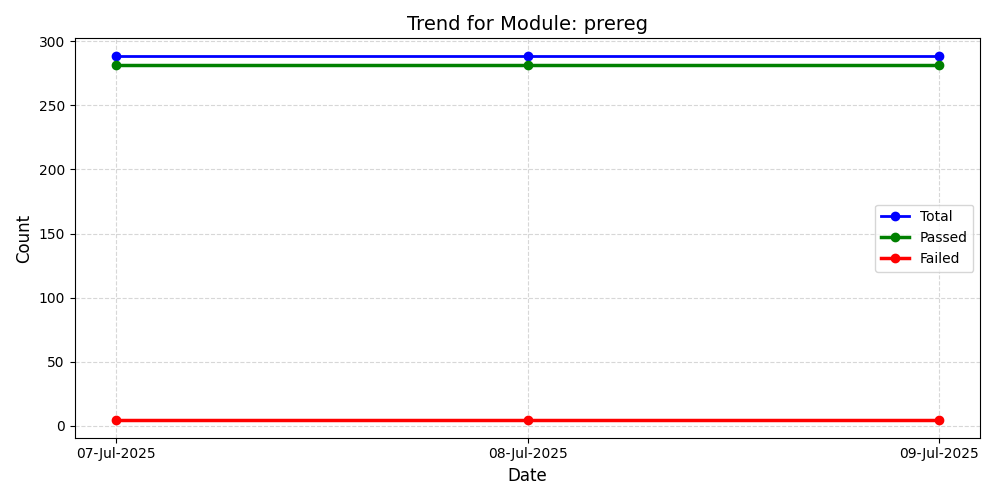 Trend for Module: prereg
300
250
200
150
100
50
0
Count
Total
Passed
Failed
07-Jul-2025
08-Jul-2025
09-Jul-2025
Date